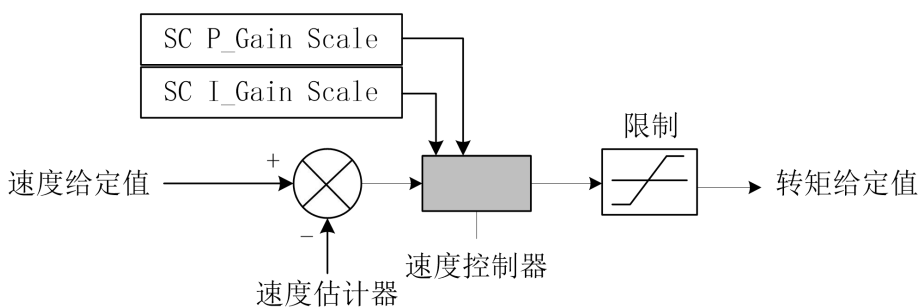 SC P_Gain Scale
SC I_Gain Scale
限制
速度给定值
+
转矩给定值
−
速度控制器
速度估计器